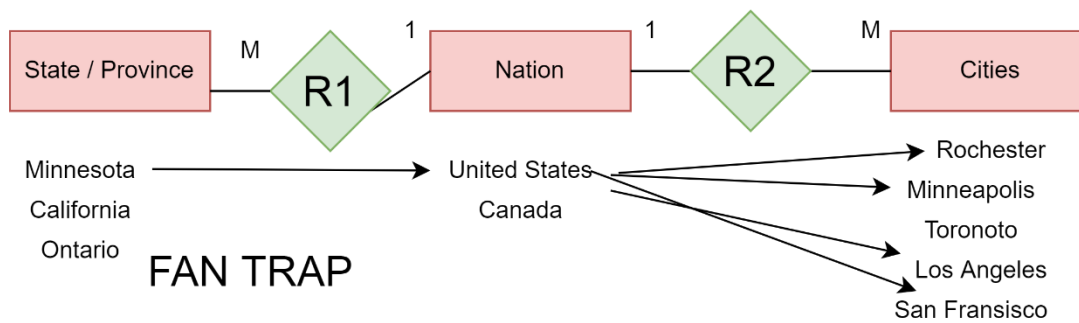 M
1
1
M
State / Province
R1
Nation
R2
Cities
Minnesota
California
Ontario
United States
Canada
Rochester
Minneapolis
Toronoto
Los Angeles
San Fransisco
FAN TRAP